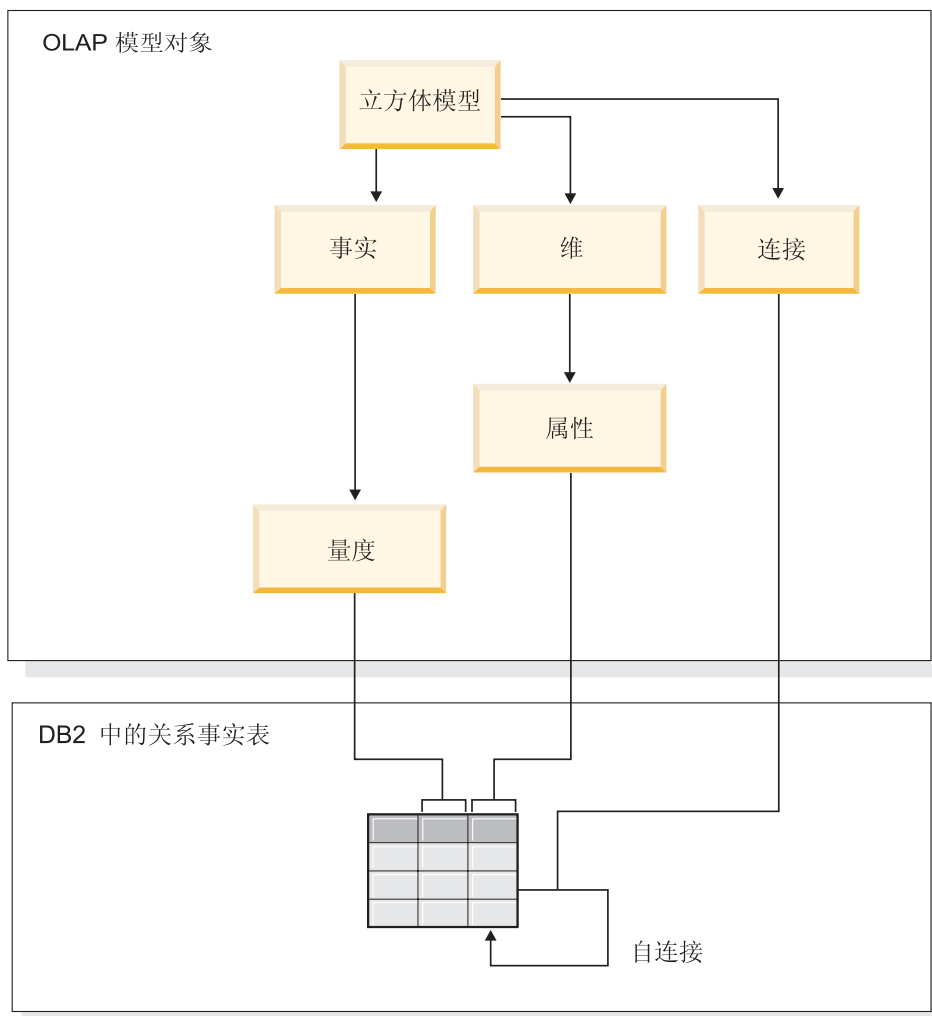 OLAP 模型对象
立方体模型
事实
维
连接
属性
量度
DB2 中的关系事实表
自连接